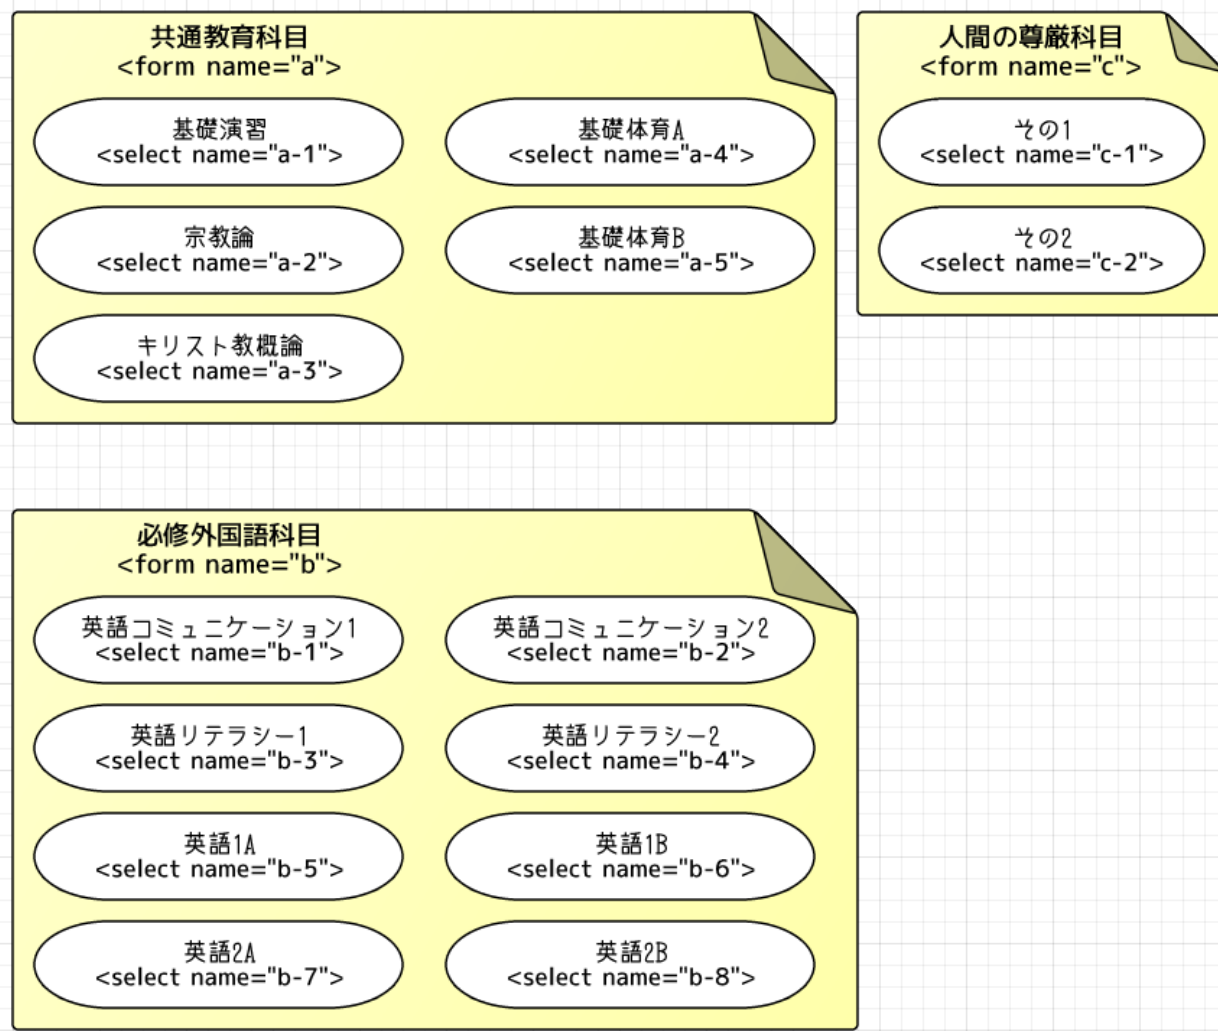 共通教育科目
<form name="a">
基礎演習
<select name="a-1">
基礎体育A
<select name="a-4">
宗教論
<select name="a-2">
基礎体育B
<select name="a-5">
キリスト教概論
<select name="a-3">
人間の尊厳科目
<form name="c">
その1
<select name="c-1">
その2
<select name="c-2">
必修外国語科目
<form name="b">
英語コミュニケーション1
<select name="b-1">
英語コミュニケーション2
<select name="b-2">
英語リテラシー1
<select name="b-3">
英語リテラシー2
<select name="b-4">
英語1A
<select name="b-5">
英語1B
<select name="b-6">
英語2A
<select name="b-7">
英語2B
<select name="b-8">